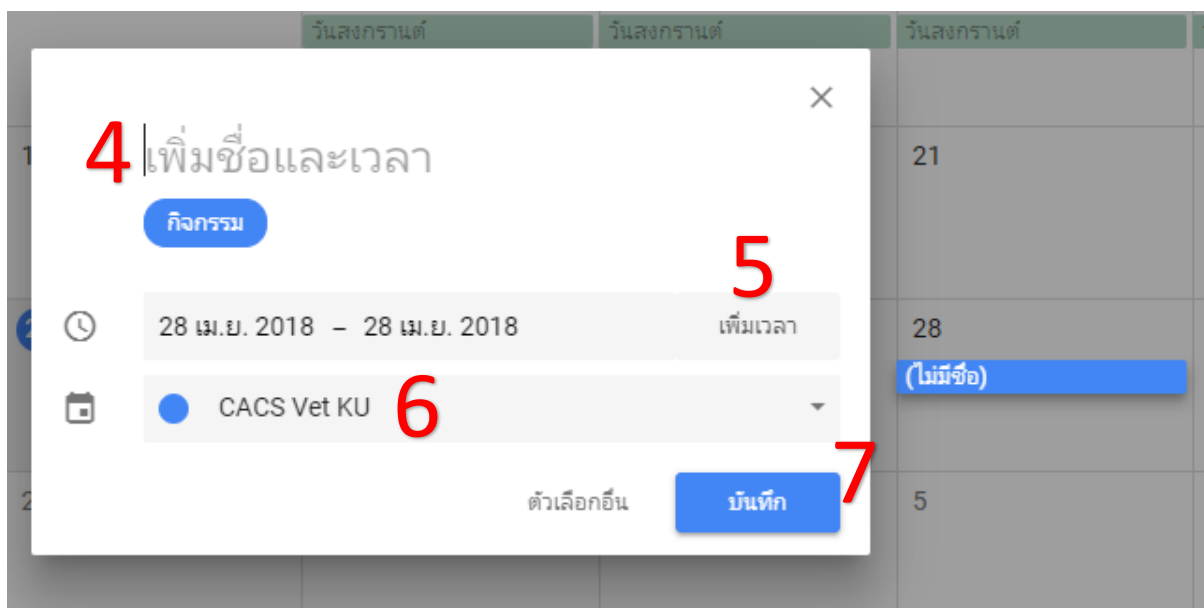 วันสงกรานต์ วันสงกรานต์ วันสงกรานต์
4 เพิ่มชื่อและเวลา
21
กิจกรรม
5
28 เม.ย. 2018 – 28 เม.ย. 2018 เพิ่มเวลา
28
(ไม่มีชื่อ)
CACS Vet KU 6
7
ตัวเลือกอื่น บันทึก
5